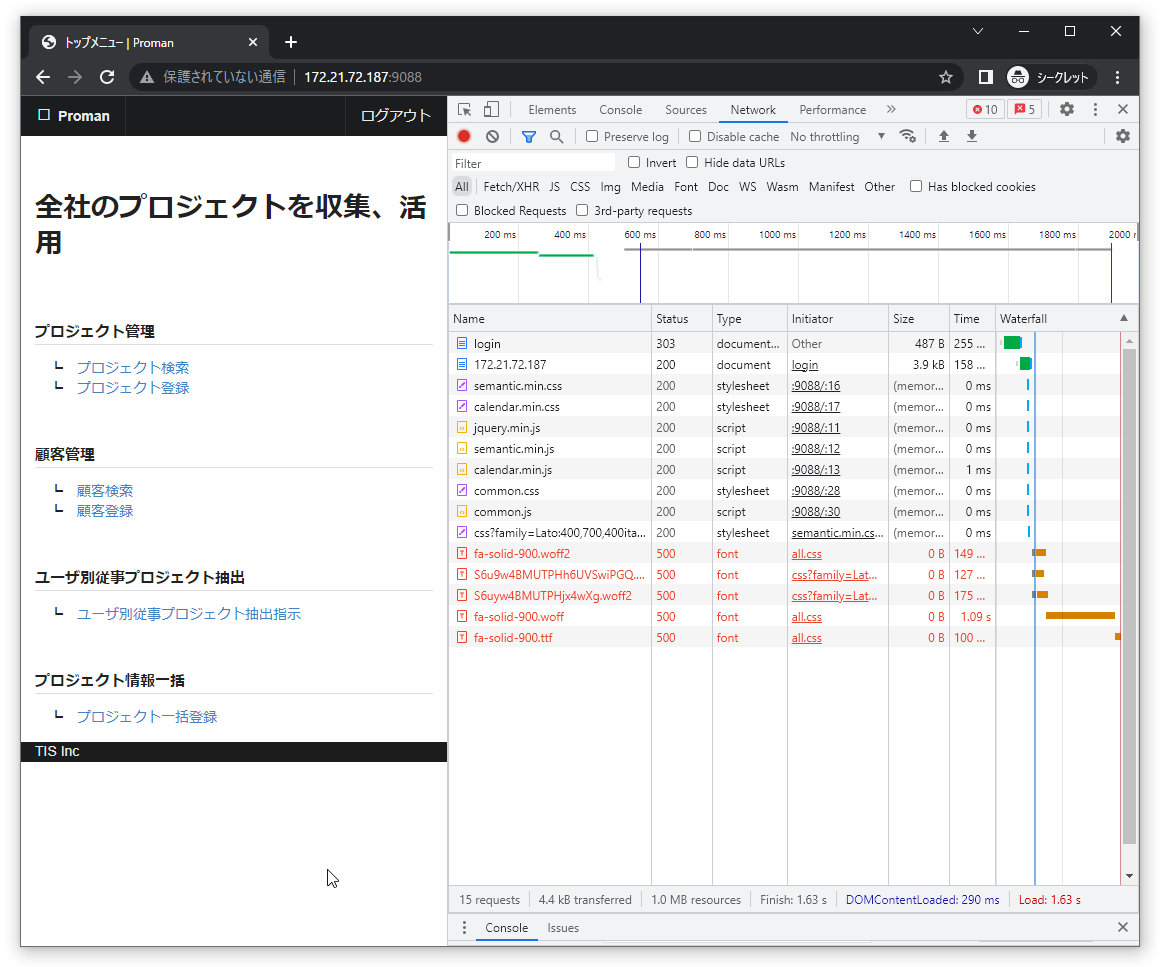 トップメニュー | Proman
保護されていない通信 172.21.72.187:9088 シークレット
Proman ログアウト
全社のプロジェクトを収集、活
用
プロジェクト管理
プロジェクト検索
プロジェクト登録
顧客管理
顧客検索
顧客登録
ユーザ別従事プロジェクト抽出
ユーザ別従事プロジェクト抽出指示
プロジェクト情報一括
プロジェクト一括登録
TIS Inc
Elements Console Sources Network Performance 10 5
Preserve log Disable cache No throttling
Filter Invert Hide data URLs
All Fetch/XHR JS CSS Img Media Font Doc WS Wasm Manifest Other Has blocked cookies
Blocked Requests 3rd-party requests
200 ms 400 ms 600 ms 800 ms 1000 ms 1200 ms 1400 ms 1600 ms 1800 ms 2000
Name Status Type Initiator Size Time Waterfall
login 303 document... Other 487 B 255 ...
172.21.72.187 200 document login 3.9 kB 158 ...
semantic.min.css 200 stylesheet :9088/:16 (memor... 0 ms
calendar.min.css 200 stylesheet :9088/:17 (memor... 0 ms
jquery.min.js 200 script :9088/:11 (memor... 0 ms
semantic.min.js 200 script :9088/:12 (memor... 0 ms
calendar.min.js 200 script :9088/:13 (memor... 1 ms
common.css 200 stylesheet :9088/:28 (memor... 0 ms
common.js 200 script :9088/:30 (memor... 0 ms
css?family=Lato:400,700,400ita... 200 stylesheet semantic.min.cs... (memor... 0 ms
fa-solid-900.woff2 500 font all.css 0 B 149 ...
S6u9w4BMUTPHh6UVSwiPGQ.... 500 font css?family=Lat... 0 B 127 ...
S6uyw4BMUTPHjx4wXg.woff2 500 font css?family=Lat... 0 B 175 ...
fa-solid-900.woff 500 font all.css 0 B 1.09 s
fa-solid-900.ttf 500 font all.css 0 B 100 ...
15 requests 4.4 kB transferred 1.0 MB resources Finish: 1.63 s DOMContentLoaded: 290 ms Load: 1.63 s
Console Issues